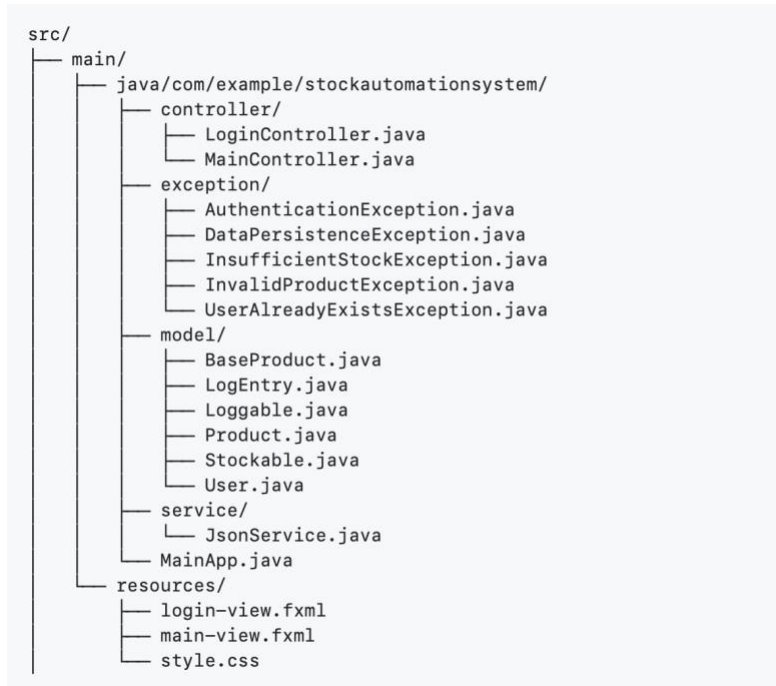 src/
├── main/
│   ├── java/com/example/stockautomationsystem/
│   │   ├── controller/
│   │   │   ├── LoginController.java
│   │   │   └── MainController.java
│   │   ├── exception/
│   │   │   ├── AuthenticationException.java
│   │   │   ├── DataPersistenceException.java
│   │   │   ├── InsufficientStockException.java
│   │   │   ├── InvalidProductException.java
│   │   │   └── UserAlreadyExistsException.java
│   │   ├── model/
│   │   │   ├── BaseProduct.java
│   │   │   ├── LogEntry.java
│   │   │   ├── Loggable.java
│   │   │   ├── Product.java
│   │   │   ├── Stockable.java
│   │   │   └── User.java
│   │   ├── service/
│   │   │   └── JsonService.java
│   │   └── MainApp.java
│   └── resources/
│       ├── login-view.fxml
│       ├── main-view.fxml
│       └── style.css